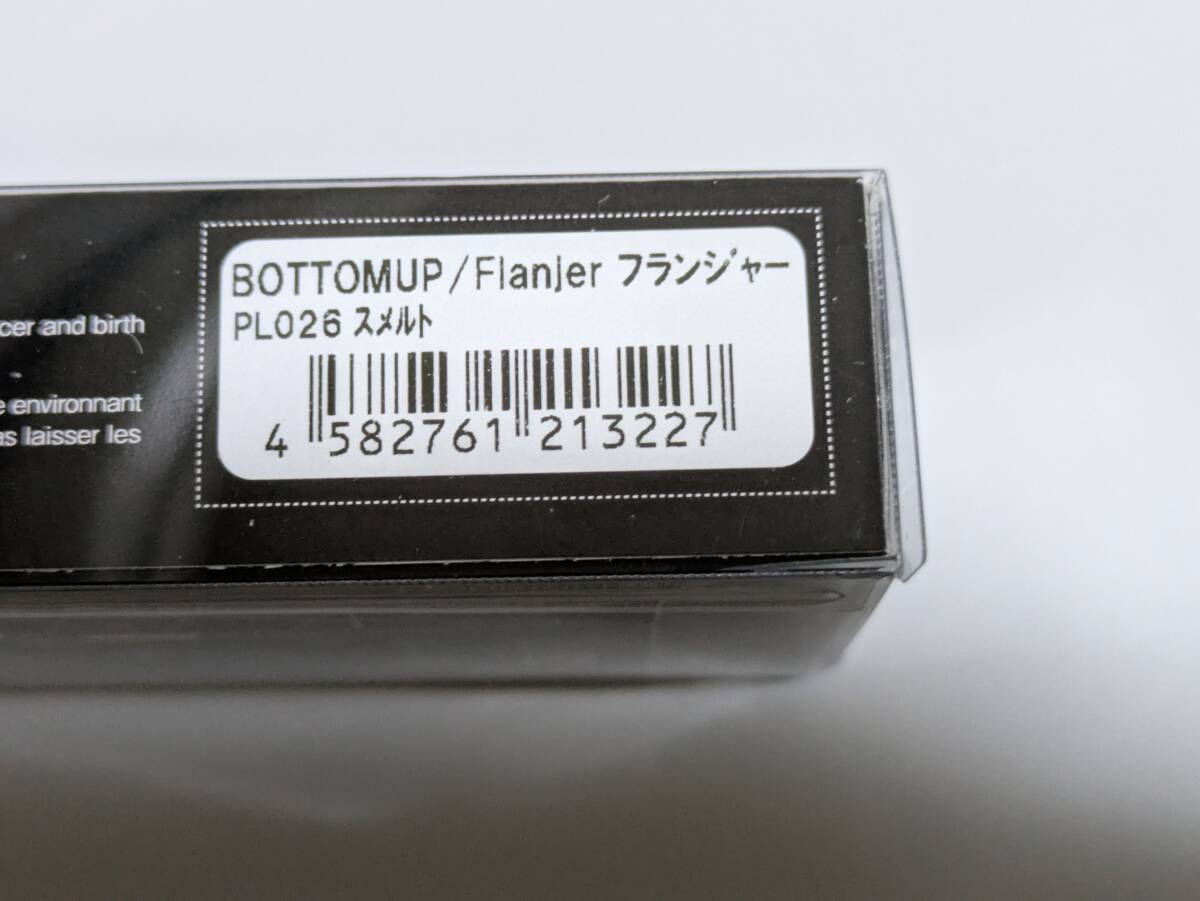 cer and birth
e environnant
as laisser les
BOTTOMUP/Flanjer フランジャー
PL026 スメルト
4 582761 213227